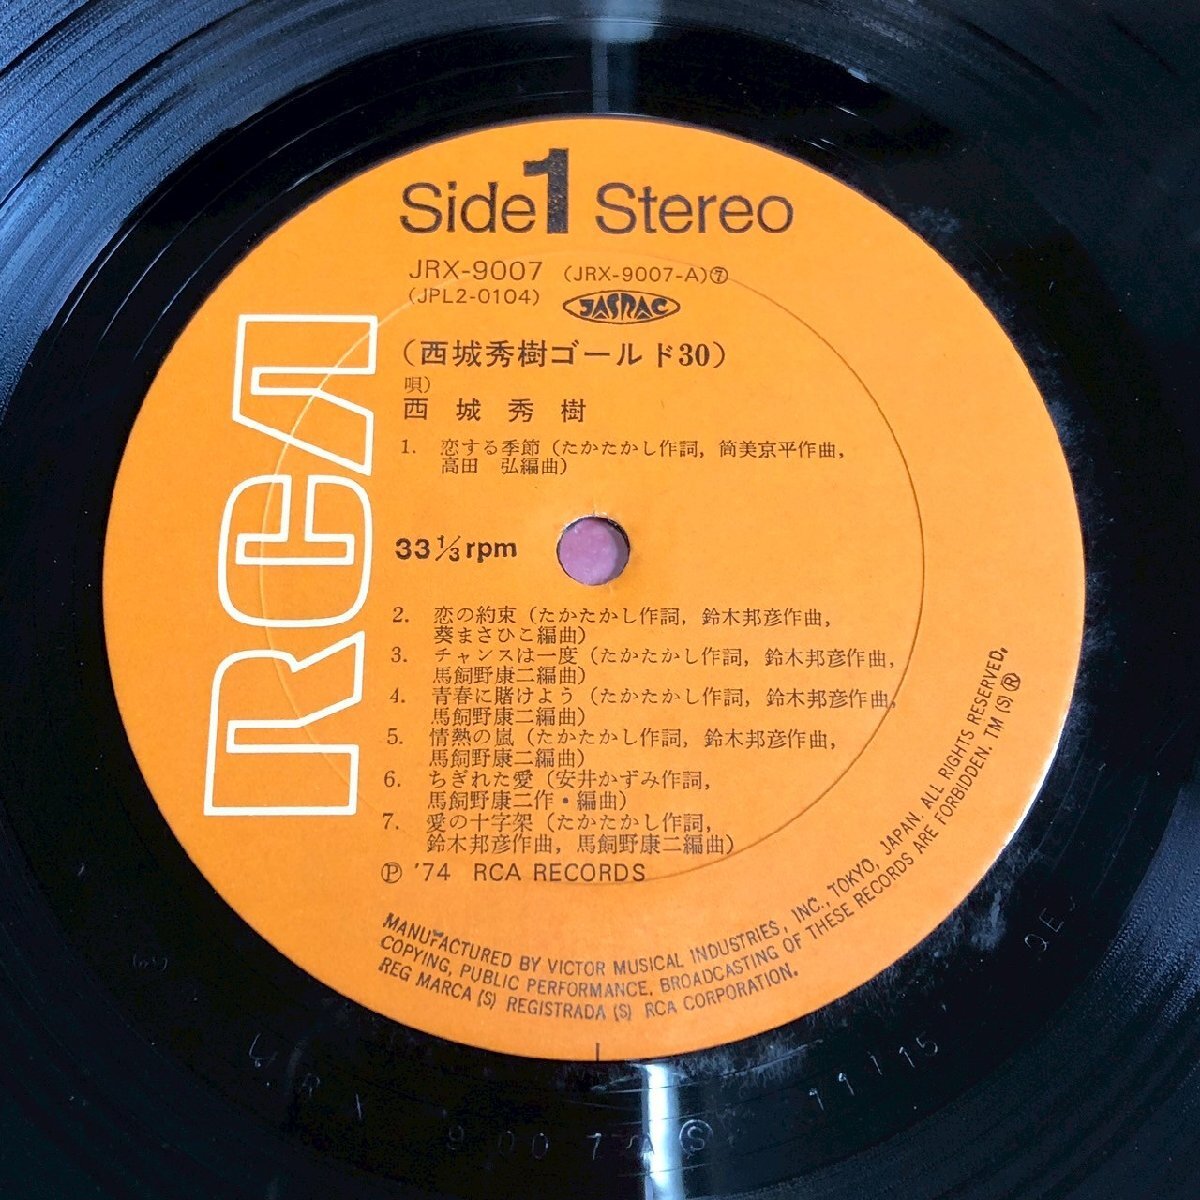 Side 1 Stereo
JRX-9007 (JRX-9007-A)⑦
(JPL2-0104) JASRAC
RCA
(西城秀樹ゴールド30)
唄)
西城秀樹
1. 恋する季節 (たかたかし作詞, 筒美京平作曲,
高田 弘編曲)
33 1/3 rpm
2. 恋の約束 (たかたかし作詞, 鈴木邦彦作曲,
葵まさひこ編曲)
3. チャンスは一度 (たかたかし作詞, 鈴木邦彦作曲,
馬飼野康二編曲)
4. 青春に賭けよう (たかたかし作詞, 鈴木邦彦作曲,
馬飼野康二編曲)
5. 情熱の嵐 (たかたかし作詞, 鈴木邦彦作曲,
馬飼野康二編曲)
6. ちぎれた愛 (安井かずみ作詞,
馬飼野康二作・編曲)
7. 愛の十字架 (たかたかし作詞,
鈴木邦彦作曲, 馬飼野康二編曲)
Ⓟ '74 RCA RECORDS
MANUFACTURED BY VICTOR MUSICAL INDUSTRIES, INC., TOKYO, JAPAN. ALL RIGHTS RESERVED.
COPYING, PUBLIC PERFORMANCE, BROADCASTING OF THESE RECORDS ARE FORBIDDEN. TM (S) ®
REG MARCA (S) REGISTRADA (S) RCA CORPORATION.